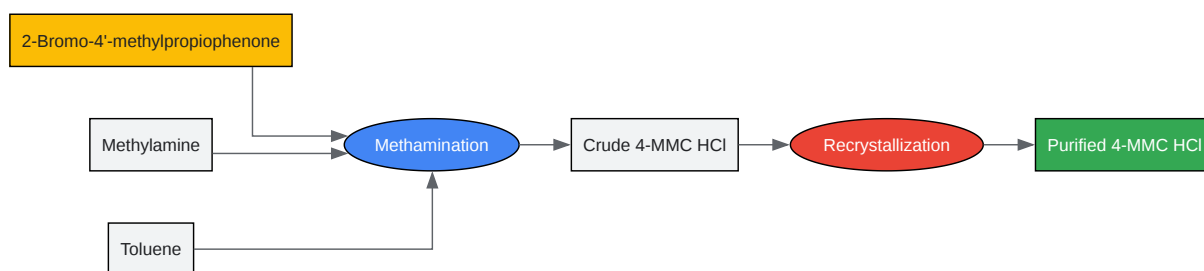 2-Bromo-4'-methylpropiophenone
Methylamine
Methamination
Crude 4-MMC HCl
Recrystallization
Purified 4-MMC HCl
Toluene